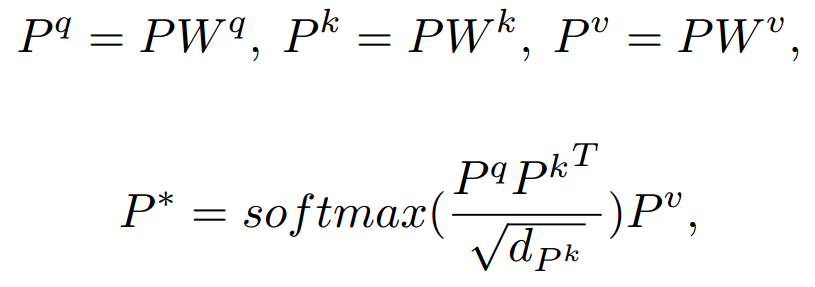 $P^q = PW^q,\ P^k = PW^k,\ P^v = PW^v,$
$P^* = softmax(\frac{P^q {P^k}^T}{\sqrt{d_{P^k}}})P^v,$